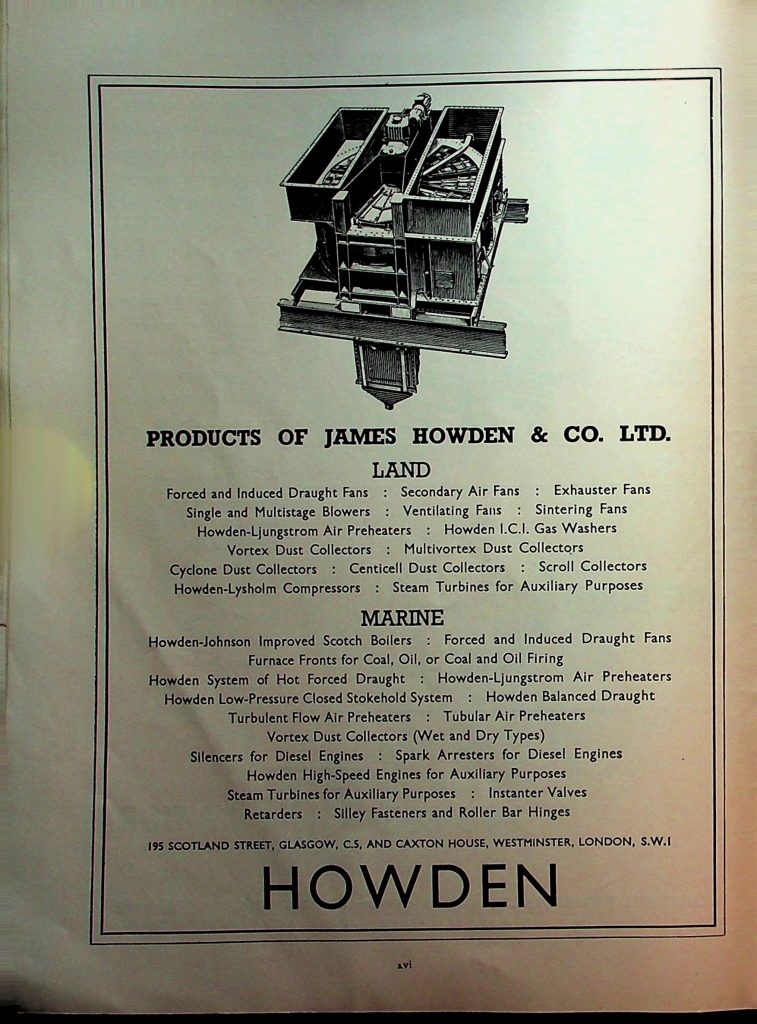 PRODUCTS OF JAMES HOWDEN & CO. LTD.
LAND
Forced and Induced Draught Fans : Secondary Air Fans : Exhauster Fans
Single and Multistage Blowers : Ventilating Fans : Sintering Fans
Howden-Ljungstrom Air Preheaters : Howden I.C.I. Gas Washers
Vortex Dust Collectors : Multivortex Dust Collectors
Cyclone Dust Collectors : Centicell Dust Collectors : Scroll Collectors
Howden-Lysholm Compressors : Steam Turbines for Auxiliary Purposes
MARINE
Howden-Johnson Improved Scotch Boilers : Forced and Induced Draught Fans
Furnace Fronts for Coal, Oil, or Coal and Oil Firing
Howden System of Hot Forced Draught : Howden-Ljungstrom Air Preheaters
Howden Low-Pressure Closed Stokehold System : Howden Balanced Draught
Turbulent Flow Air Preheaters : Tubular Air Preheaters
Vortex Dust Collectors (Wet and Dry Types)
Silencers for Diesel Engines : Spark Arresters for Diesel Engines
Howden High-Speed Engines for Auxiliary Purposes
Steam Turbines for Auxiliary Purposes : Instanter Valves
Retarders : Silley Fasteners and Roller Bar Hinges
195 SCOTLAND STREET, GLASGOW, C.5, AND CAXTON HOUSE, WESTMINSTER, LONDON, S.W.1
HOWDEN
xvi